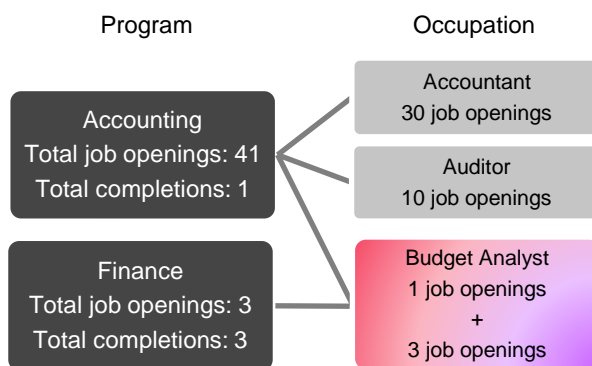 Program
Occupation
Accounting
Total job openings: 41
Total completions: 1
Finance
Total job openings: 3
Total completions: 3
Accountant
30 job openings
Auditor
10 job openings
Budget Analyst
1 job openings
+
3 job openings